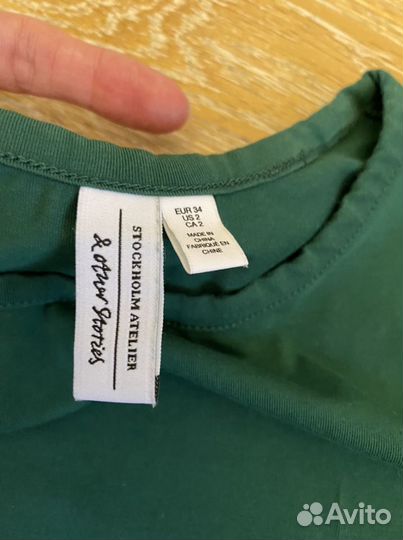 EUR 34
US 2
CA 2
MADE IN
CHINA
FABRIQUÉ EN
CHINE
STOCKHOLM ATELIER
& other Stories
Avito